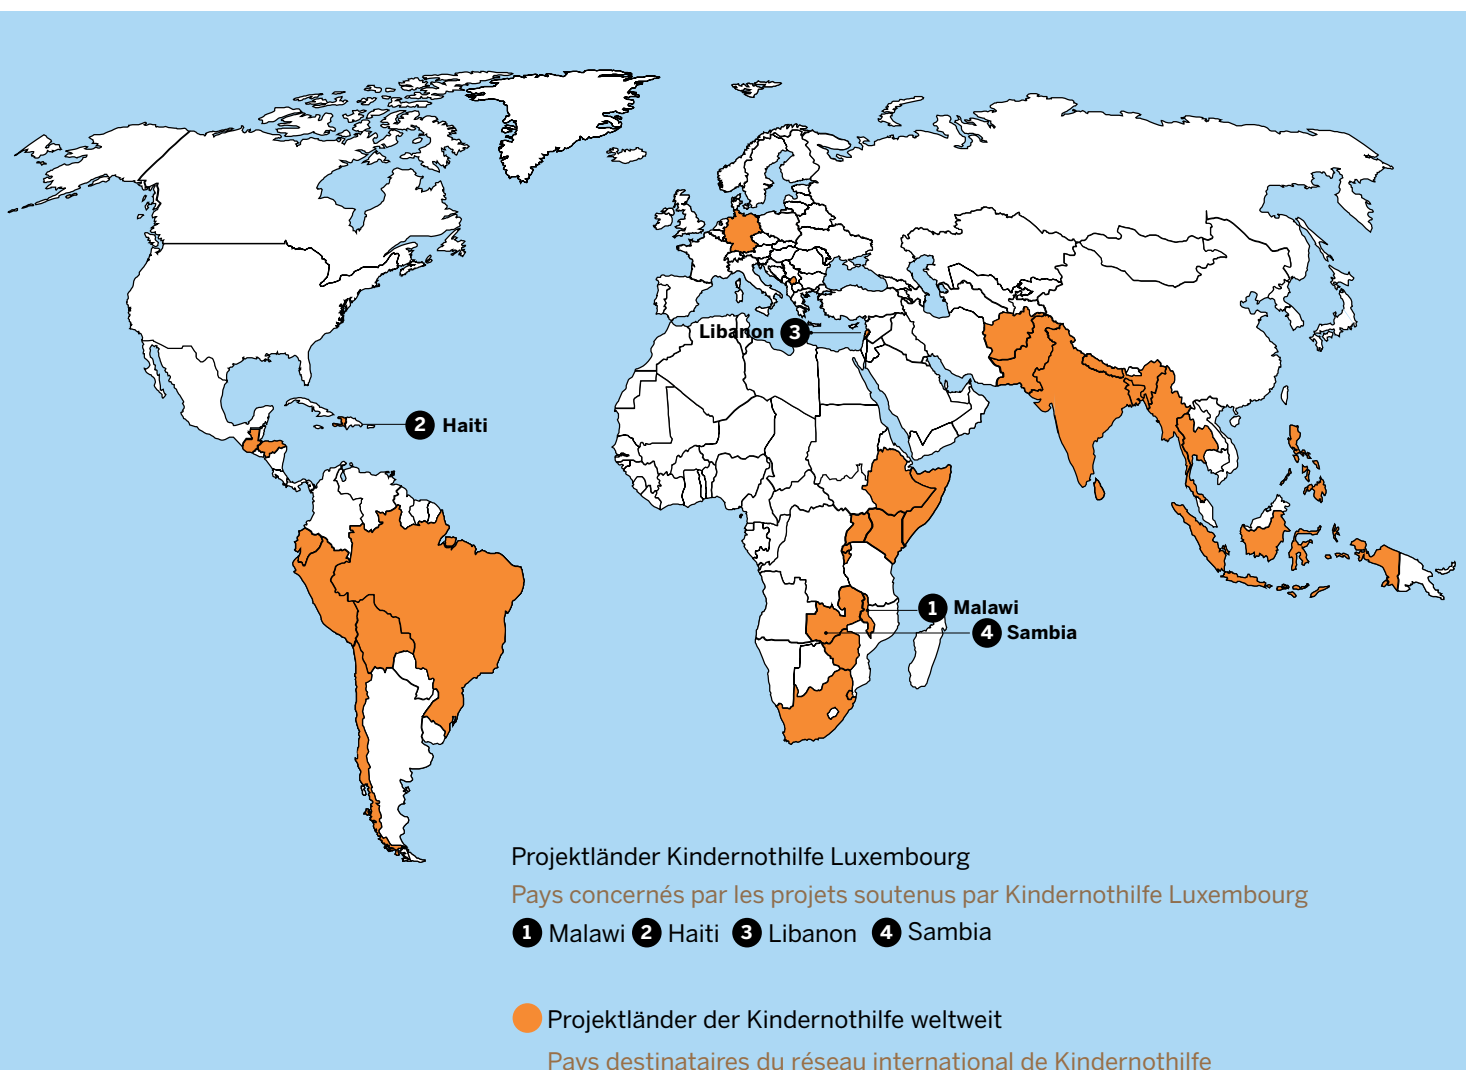 Libanon 3
2 Haiti
1 Malawi
4 Sambia
Projektländer Kindernothilfe Luxembourg
Pays concernés par les projets soutenus par Kindernothilfe Luxembourg
1 Malawi 2 Haiti 3 Libanon 4 Sambia
Projektländer der Kindernothilfe weltweit
Pays destinataires du réseau international de Kindernothilfe